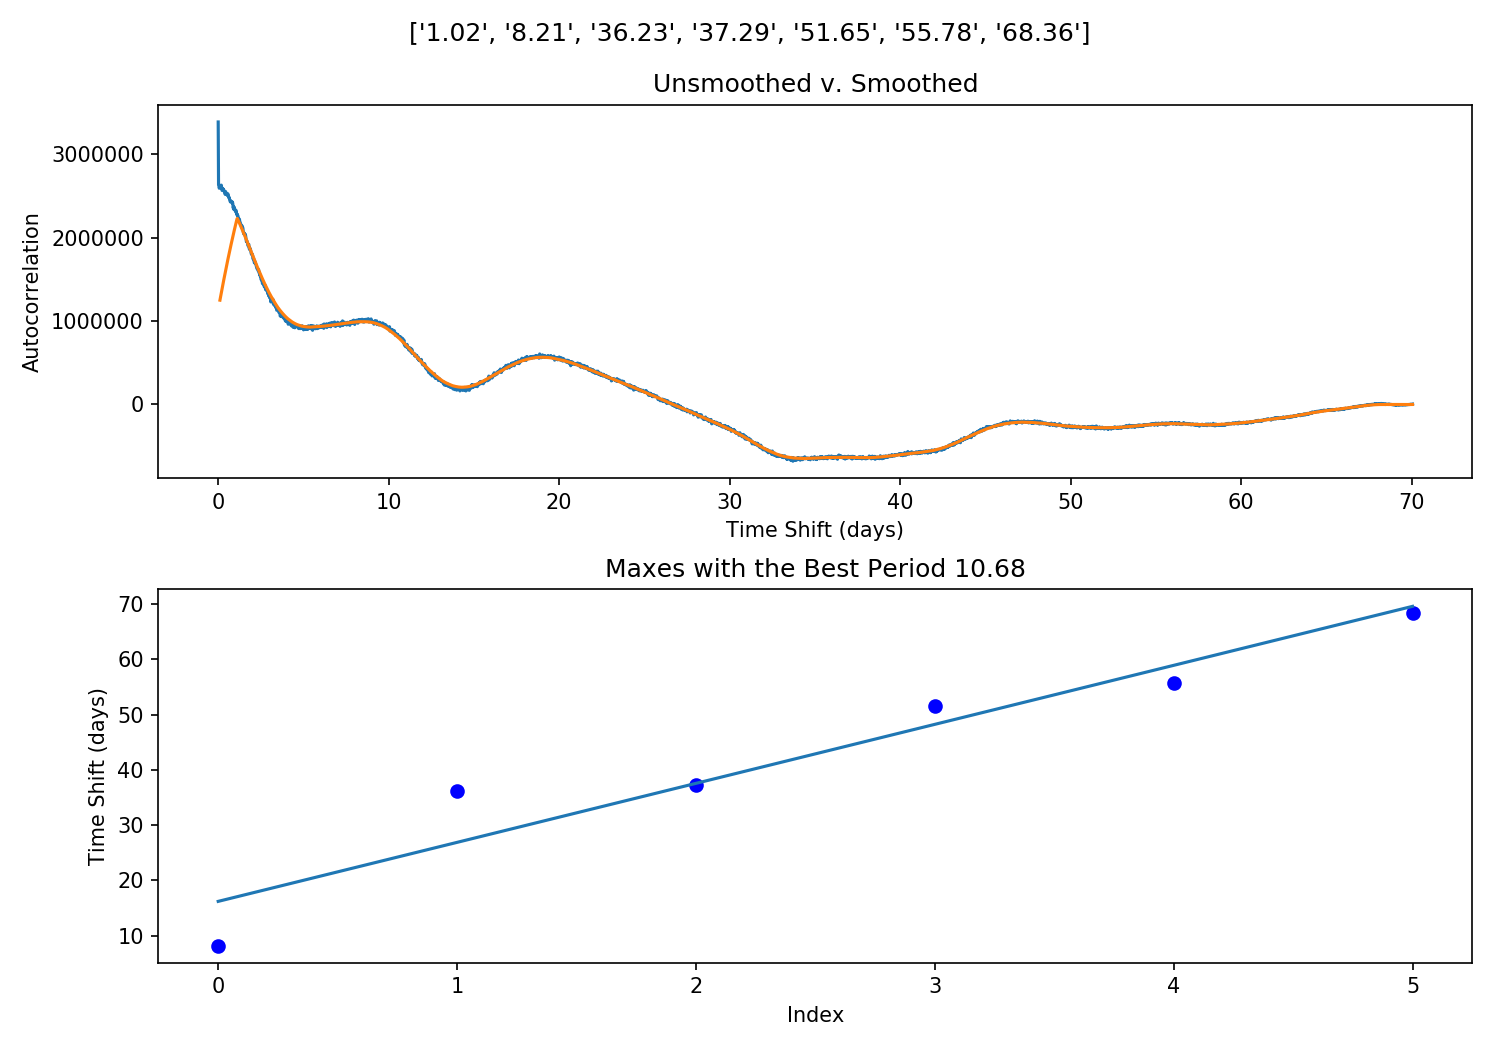 ['1.02', '8.21', '36.23', '37.29', '51.65', '55.78', '68.36']
Unsmoothed v. Smoothed
Autocorrelation
3000000
2000000
1000000
0
0 10 20 30 40 50 60 70
Time Shift (days)
Maxes with the Best Period 10.68
Time Shift (days)
70
60
50
40
30
20
10
0 1 2 3 4 5
Index